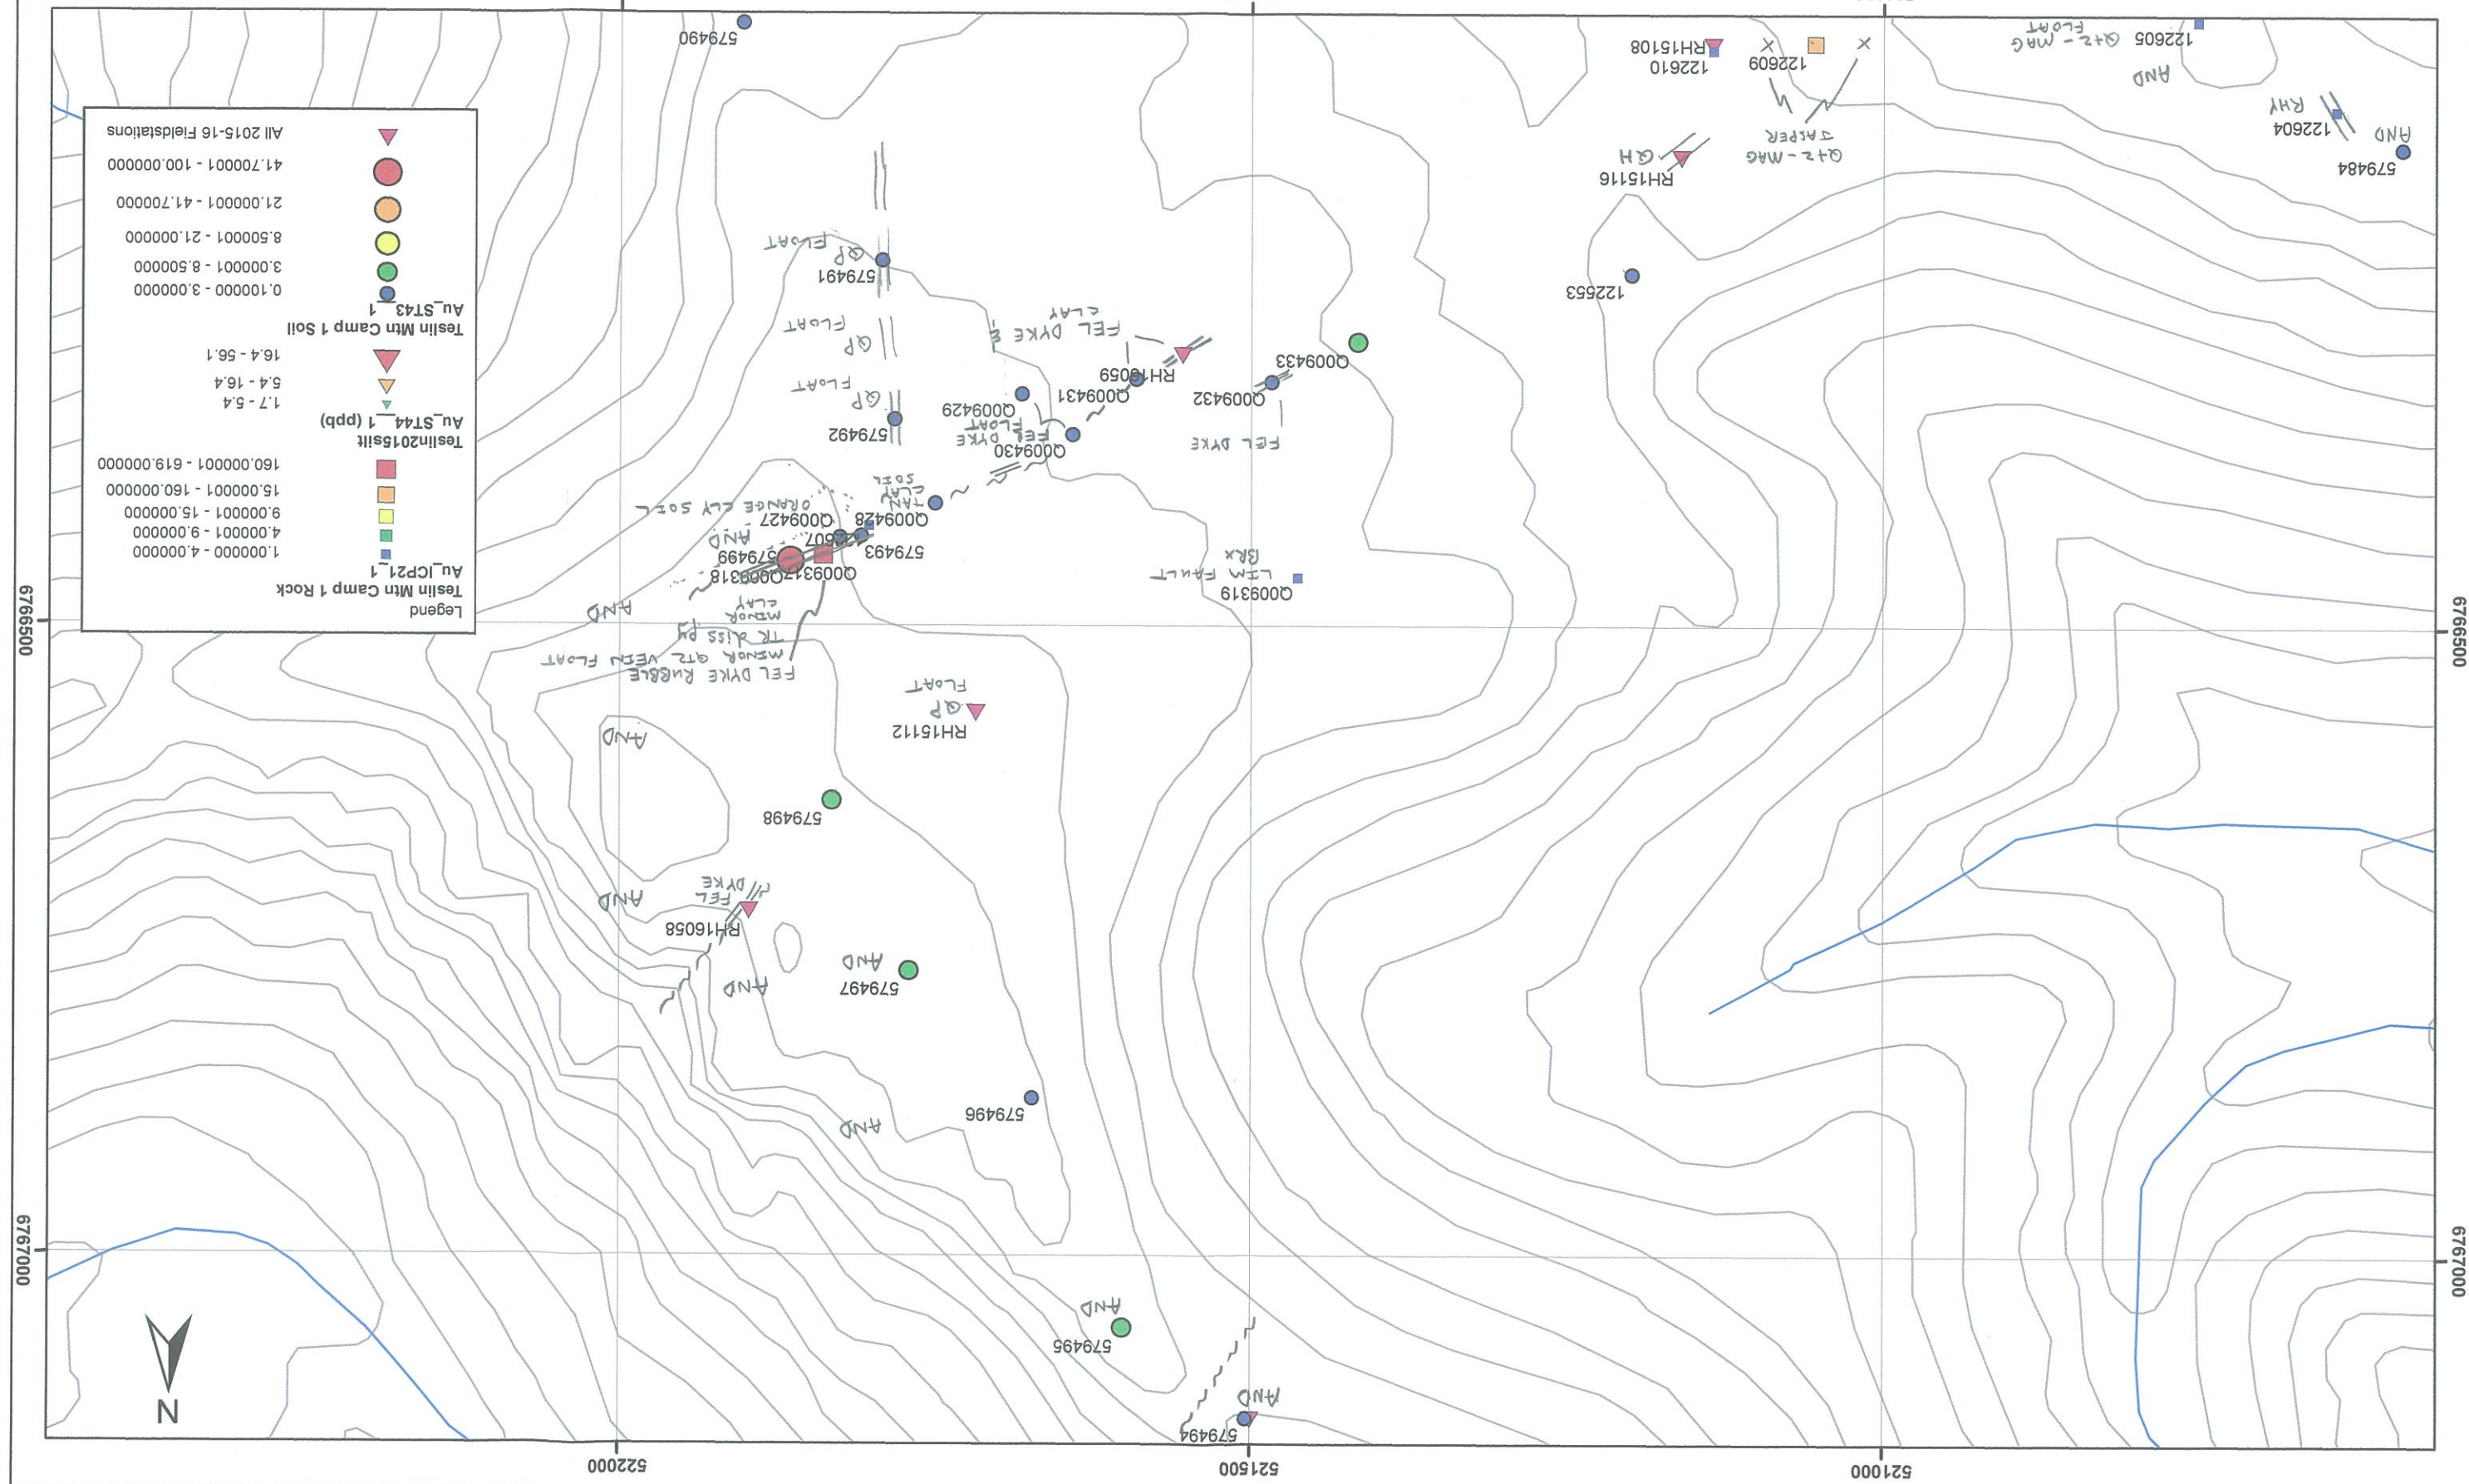 521000
521500
522000
579494
AND
N
579495
AND
6767000
6767000
579496
AND
579497
AND
AND
RH16058
FEL
DYKE
AND
579498
AND
RH15112
QP
FLOAT
FEL DYKE RUBBLE
MINOR QTZ VEIN FLOAT
TR diss py
MINOR
CLAY
AND
6766500
6766500
Q009319
LIM FAULT
BRX
Q009317
Q009318
579499
AND
579493
Q009428
Q009427
TAN
CLAY
SOIL
ORANGE CLY SOIL
Q009430
FEL DYKE
FLOAT
Q009429
FEL DYKE
Q009432
Q009431
Q009433
RH16059
FEL DYKE &
CLAY
579492
QP
FLOAT
QP
FLOAT
579491
QP
FLOAT
122553
579484
AND
122604
RHY
RH15116
QH
QTZ-MAG
JASPER
AND
122605
QTZ-MAG
FLOAT
122609
122610
RH15108
579490
Legend
Teslin Mtn Camp 1 Rock
Au_ICP21_1
1.000000 - 4.000000
4.000001 - 9.000000
9.000001 - 15.000000
15.000001 - 160.000000
160.000001 - 619.000000
Teslin2015silt
Au_ST44__1 (ppb)
1.7 - 5.4
5.4 - 16.4
16.4 - 56.1
Teslin Mtn Camp 1 Soil
Au_ST43__1
0.100000 - 3.000000
3.000001 - 8.500000
8.500001 - 21.000000
21.000001 - 41.700000
41.700001 - 100.000000
All 2015-16 Fieldstations